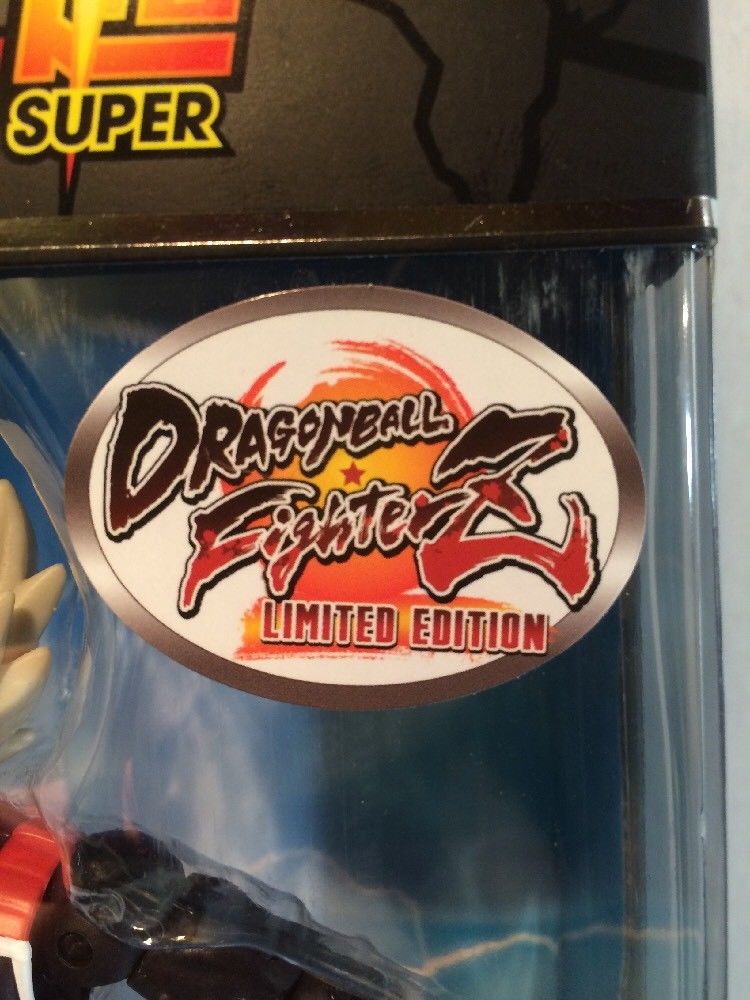 SUPER
DRAGONBALL
FighterZ
LIMITED EDITION